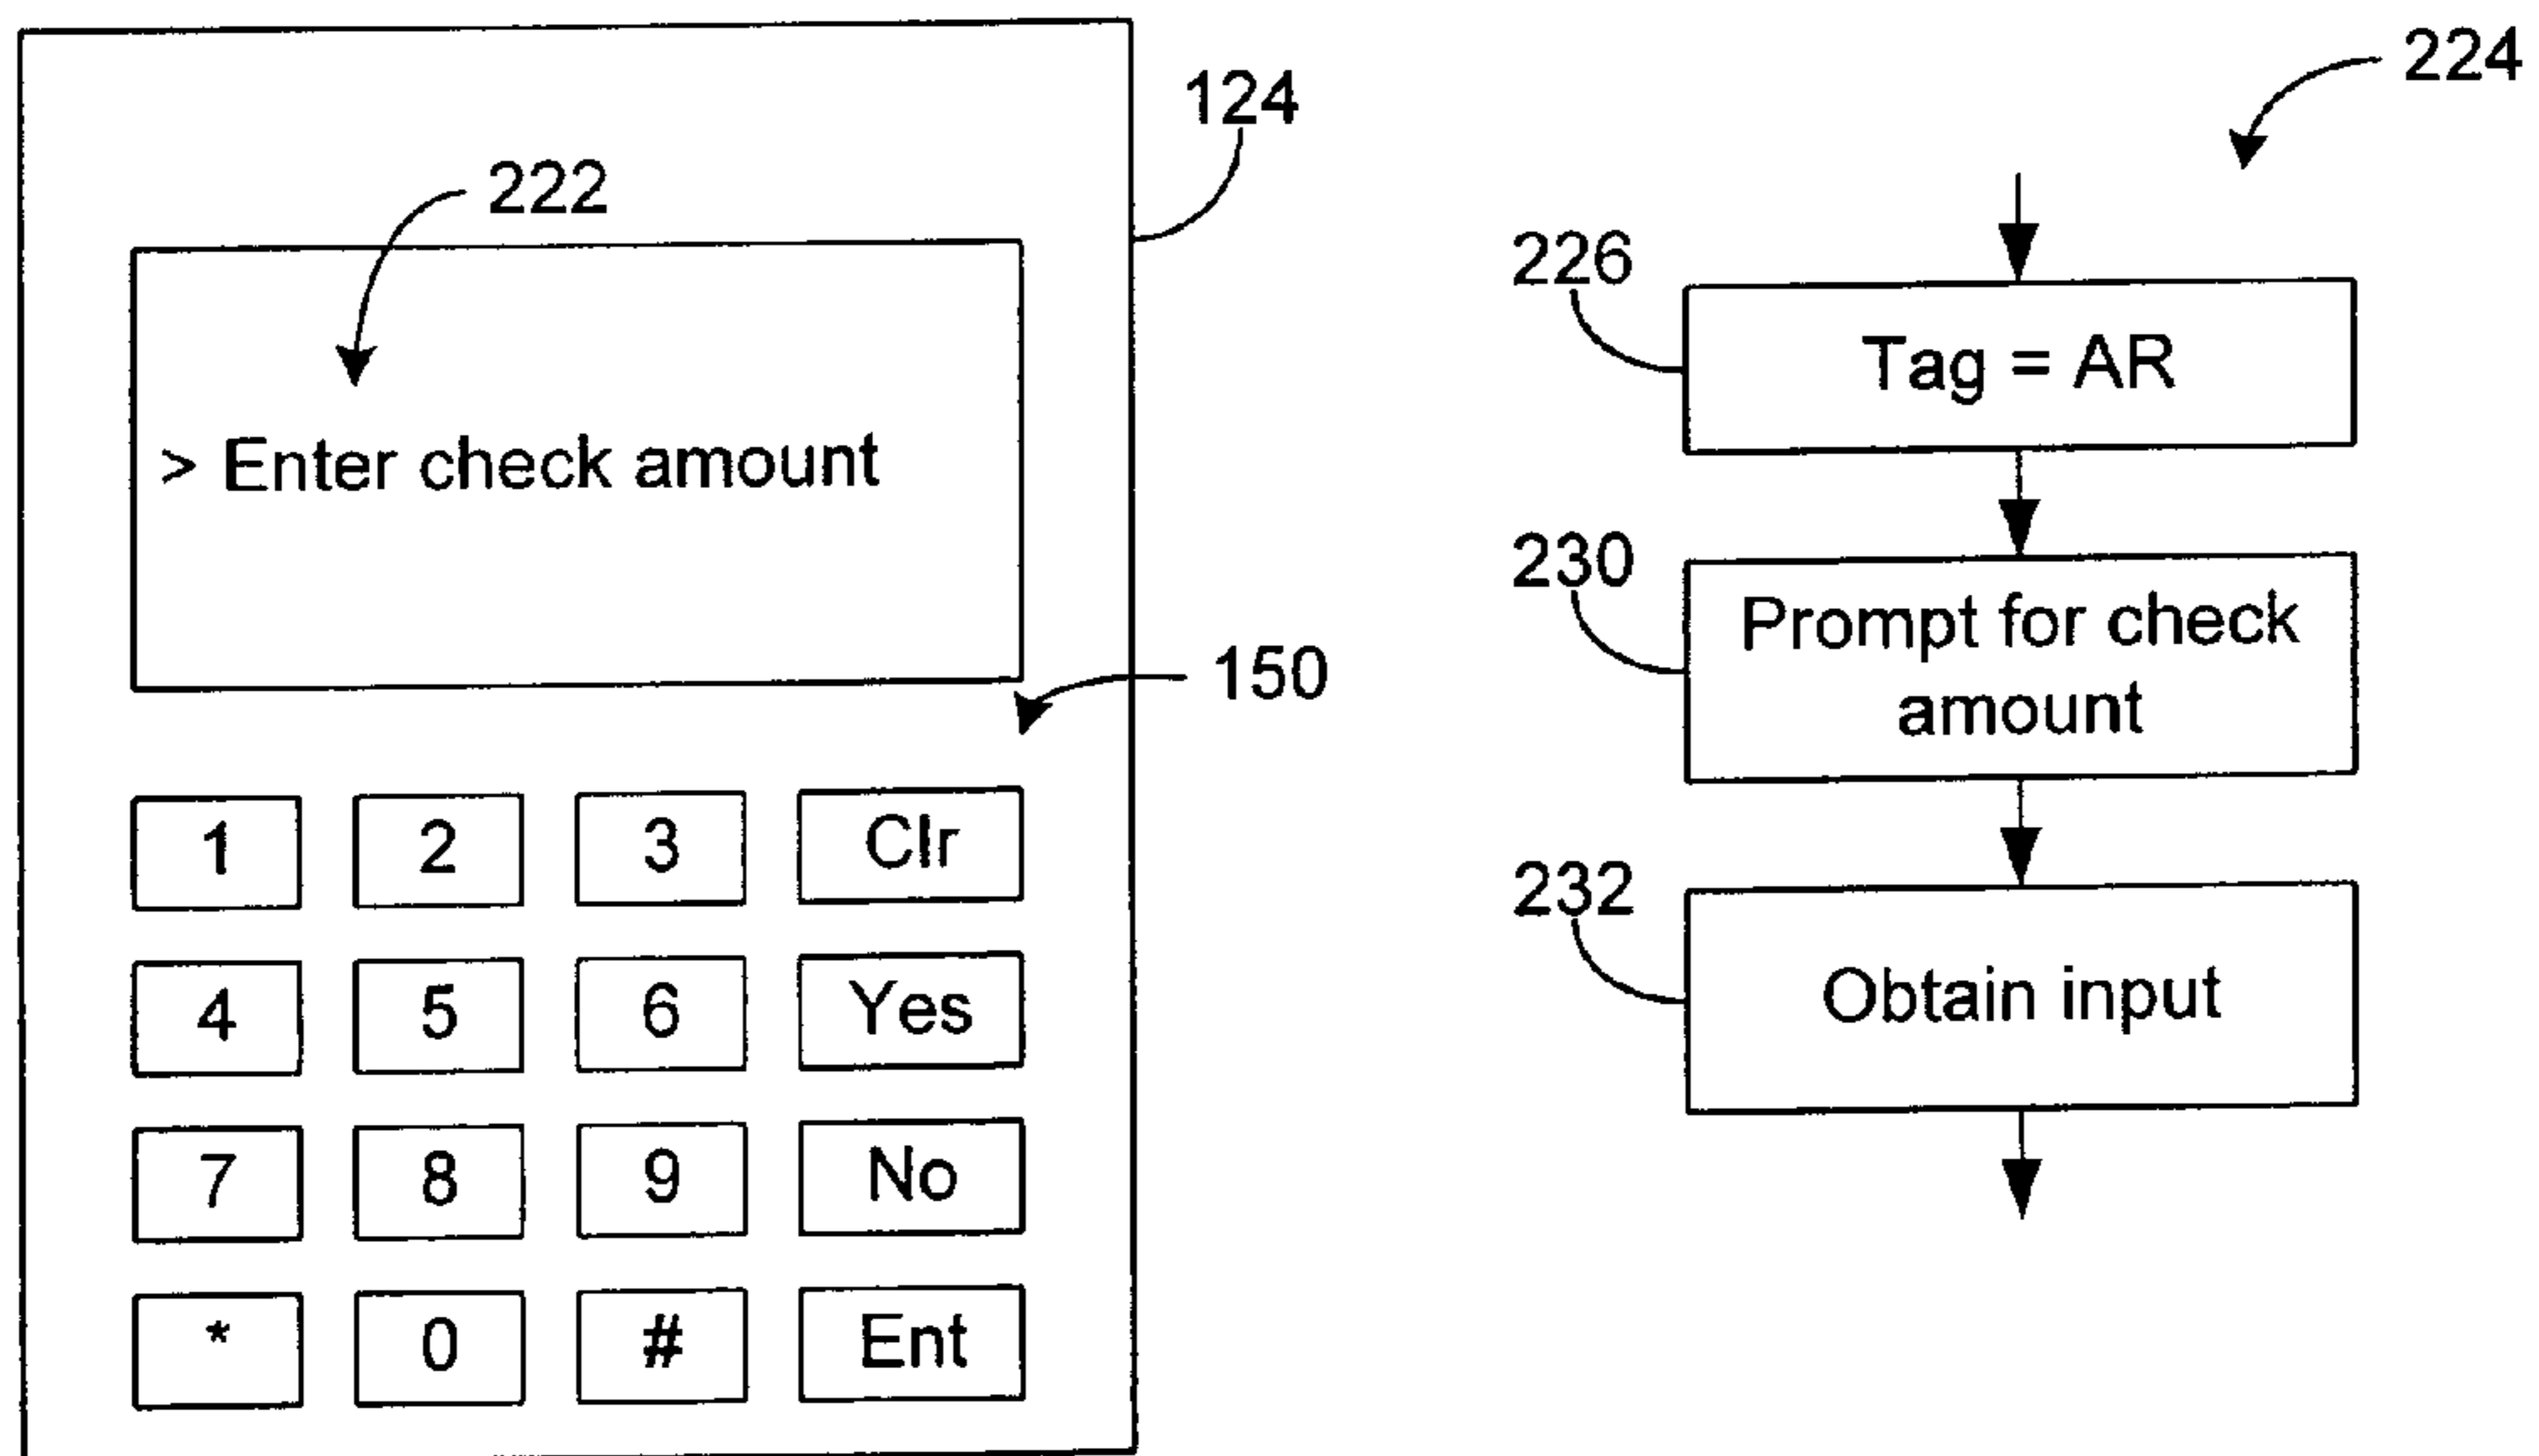 124
222
> Enter check amount
150
1 2 3 Clr
4 5 6 Yes
7 8 9 No
* 0 # Ent
224
226
Tag = AR
230
Prompt for check
amount
232
Obtain input